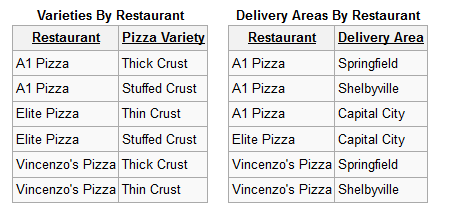 Varieties By Restaurant
Restaurant Pizza Variety
A1 Pizza Thick Crust
A1 Pizza Stuffed Crust
Elite Pizza Thin Crust
Elite Pizza Stuffed Crust
Vincenzo's Pizza Thick Crust
Vincenzo's Pizza Thin Crust
Delivery Areas By Restaurant
Restaurant Delivery Area
A1 Pizza Springfield
A1 Pizza Shelbyville
A1 Pizza Capital City
Elite Pizza Capital City
Vincenzo's Pizza Springfield
Vincenzo's Pizza Shelbyville